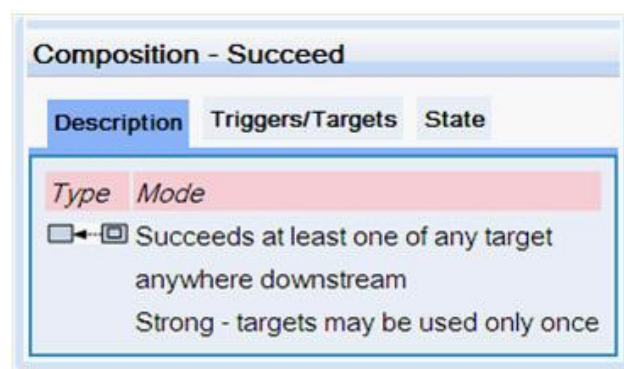 Composition - Succeed
Description Triggers/Targets State
Type Mode
Succeeds at least one of any target
anywhere downstream
Strong - targets may be used only once